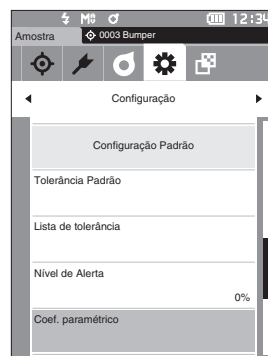 M 12:34
Amostra 0003 Bumper
Configuração
Configuração Padrão
Tolerância Padrão
Lista de tolerância
Nível de Alerta
0%
Coef. paramétrico